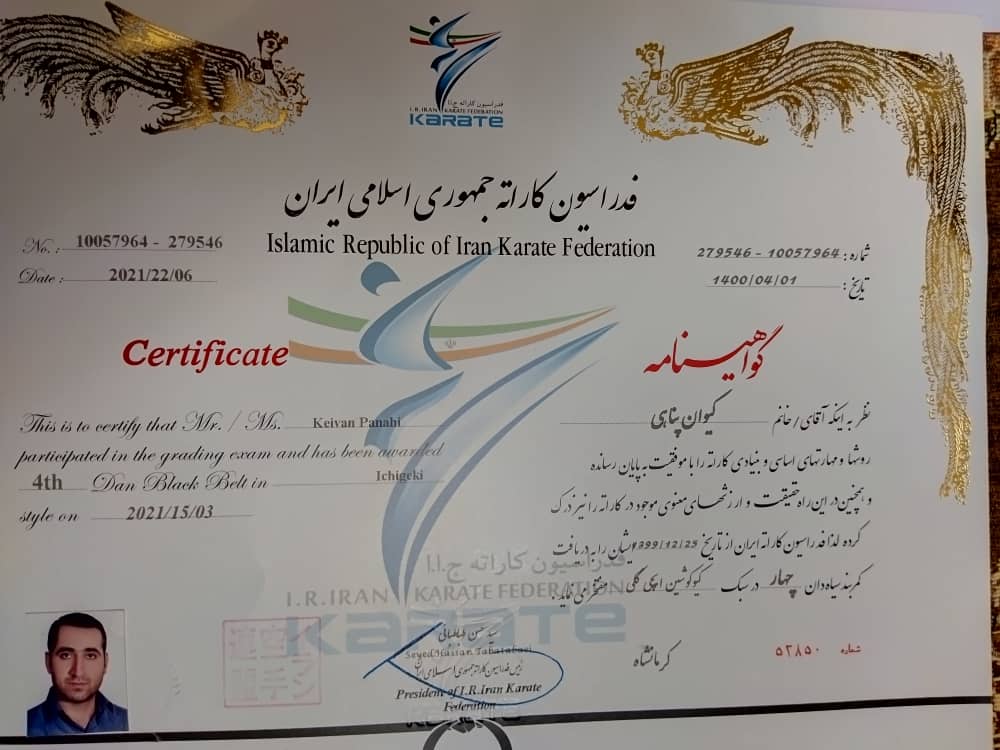 فدراسیون کاراته ج.ا.ا
I.R.IRAN KARATE FEDERATION
KARATE
فدراسیون کاراته جمهوری اسلامی ایران
Islamic Republic of Iran Karate Federation
No. : 10057964 - 279546
Date : 2021/22/06
شماره : 10057964 - 279546
تاریخ : 1400/04/01
Certificate
This is to certify that Mr. / Ms. Keivan Panahi
participated in the grading exam and has been awarded
4th Dan Black Belt in Ichigeki
style on 2021/15/03
گواهینامه
نظر به اینکه آقای/خانم کیوان پناهی
روشها و مهارتهای اساسی و بنیادی کاراته را با موفقیت به پایان رسانده
و همچنین در این راه حقیقت و ارزشهای معنوی موجود در کاراته را نیز درک
کرده لذا فدراسیون کاراته ایران از تاریخ 1399/12/25 ایشان را به دریافت
کمربند سیاه دان چهار در سبک کیوکوشین ایچی گکی مفتخر می نماید.
فدراسیون کاراته ج.ا.ا
I.R.IRAN KARATE FEDERATION
KARATE
سید حسن طباطبائی
Seyed Hassan Tabatabaei
رئیس فدراسیون کاراته جمهوری اسلامی ایران
President of I.R.Iran Karate
Federation
کرمانشاه
شماره ۵۲۸۵۰